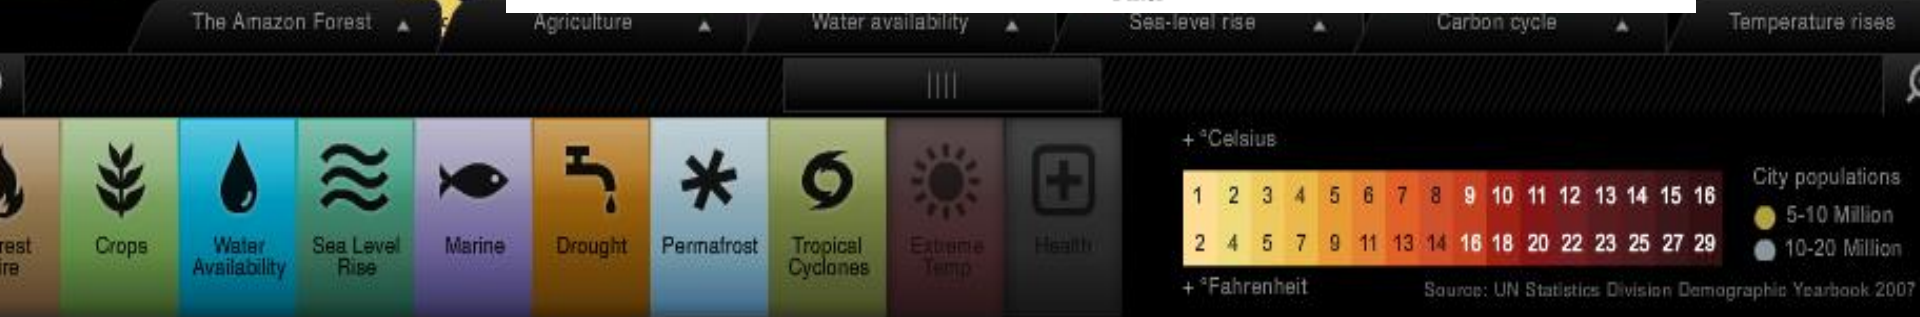 The Amazon Forest
Agriculture
Water availability
Sea-level rise
Carbon cycle
Temperature rises
rest
ire
Crops
Water
Availability
Sea Level
Rise
Marine
Drought
Permafrost
Tropical
Cyclones
Extreme
Temp
Health
+ °Celsius
1 2 3 4 5 6 7 8 9 10 11 12 13 14 15 16
2 4 5 7 9 11 13 14 16 18 20 22 23 25 27 29
+ °Fahrenheit
City populations
5-10 Million
10-20 Million
Source: UN Statistics Division Demographic Yearbook 2007